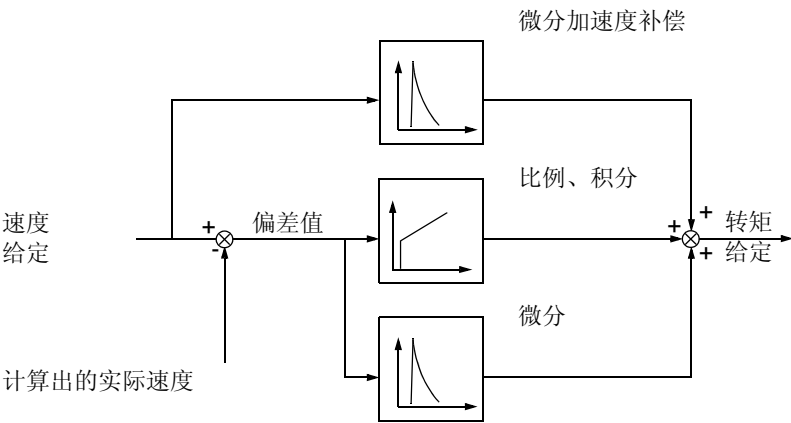 微分加速度补偿
比例、积分
速度
给定
+
-
偏差值
+
+
+
转矩
给定
微分
计算出的实际速度